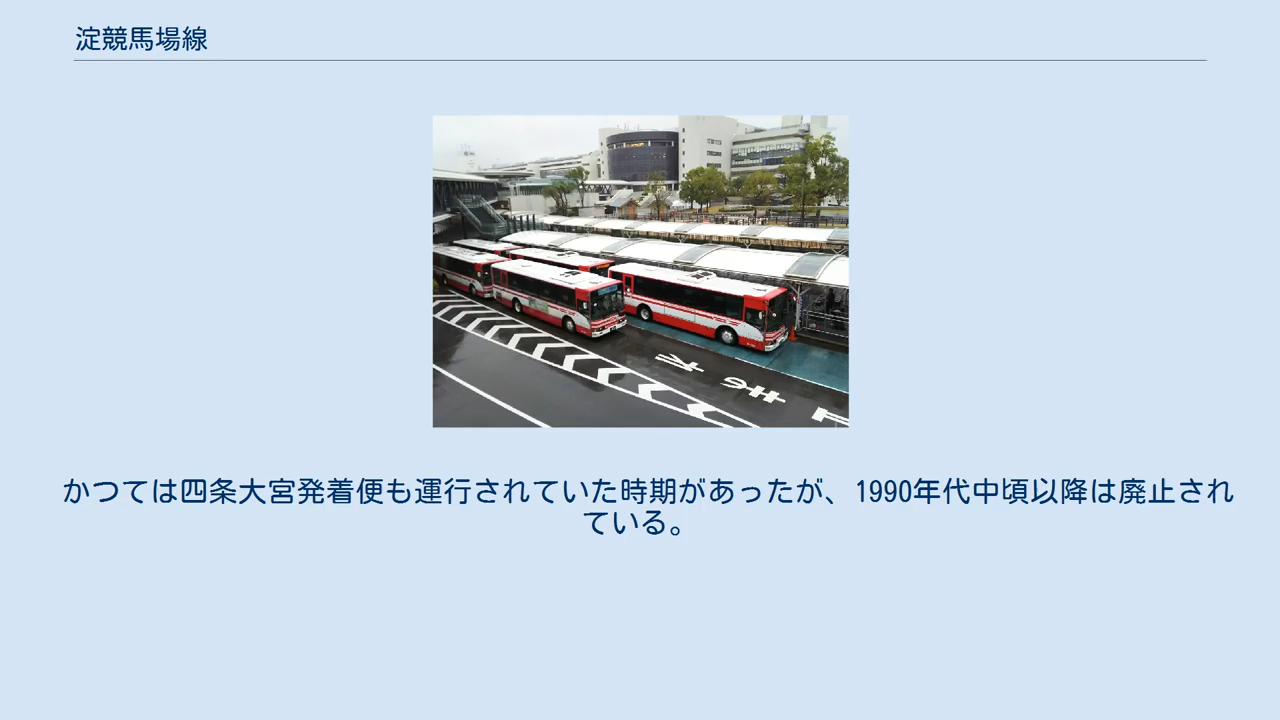 淀競馬場線
かつては四条大宮発着便も運行されていた時期があったが、1990年代中頃以降は廃止され
ている。